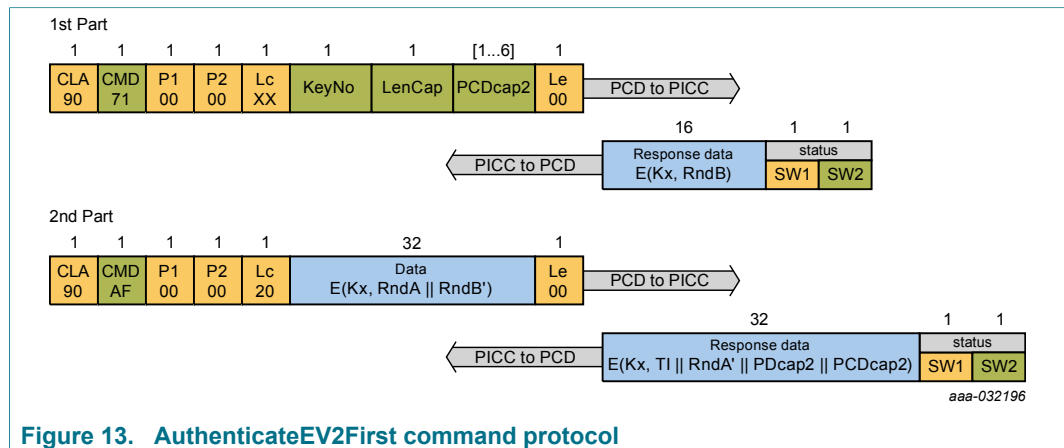 1st Part
1 1 1 1 1 1 1 [1...6] 1
CLA CMD P1 P2 Lc KeyNo LenCap PCDcap2 Le
90 71 00 00 XX 00
PCD to PICC
16 1 1
PICC to PCD
Response data status
E(Kx, RndB) SW1 SW2
2nd Part
1 1 1 1 1 32 1
CLA CMD P1 P2 Lc Data Le
90 AF 00 00 20 E(Kx, RndA || RndB') 00
PCD to PICC
32 1 1
PICC to PCD
Response data status
E(Kx, TI || RndA' || PDcap2 || PCDcap2) SW1 SW2
aaa-032196
Figure 13. AuthenticateEV2First command protocol